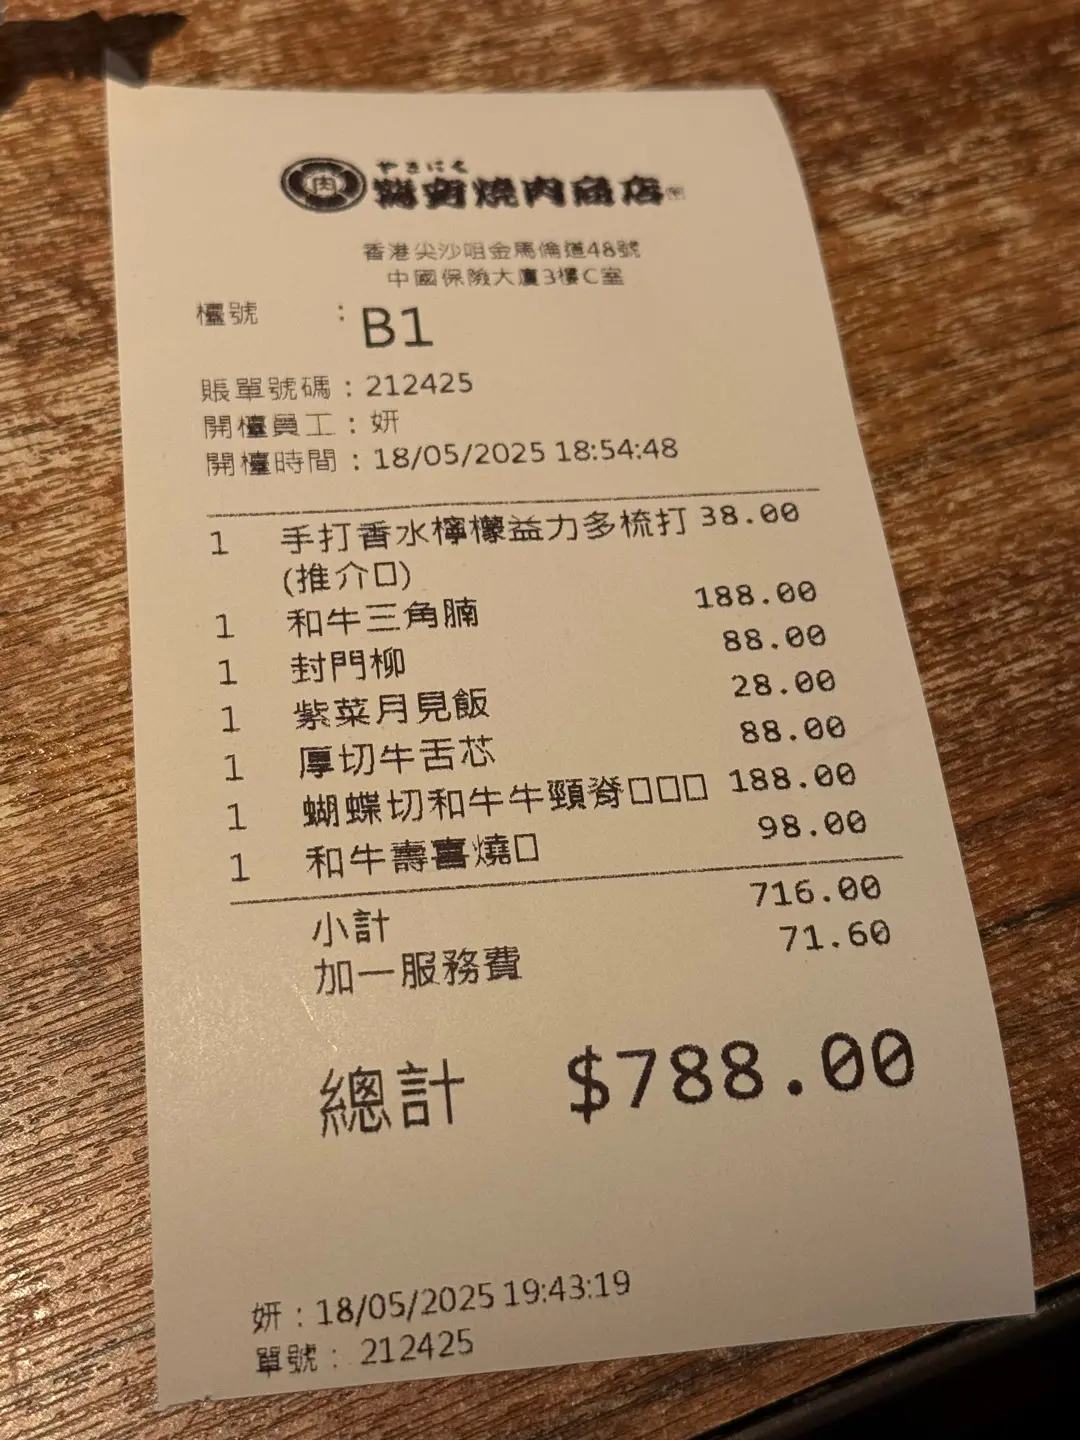 肉 やきにく
燒肉商店
香港尖沙咀金馬倫道48號
中國保險大廈3樓C室
檯號 : B1
賬單號碼 : 212425
開檯員工 : 妍
開檯時間 : 18/05/2025 18:54:48
1 手打香水檸檬益力多梳打 38.00
(推介□)
1 和牛三角腩 188.00
1 封門柳 88.00
1 紫菜月見飯 28.00
1 厚切牛舌芯 88.00
1 蝴蝶切和牛牛頸脊□□□ 188.00
1 和牛壽喜燒□ 98.00
小計 716.00
加一服務費 71.60
總計 $788.00
妍 : 18/05/2025 19:43:19
單號 : 212425